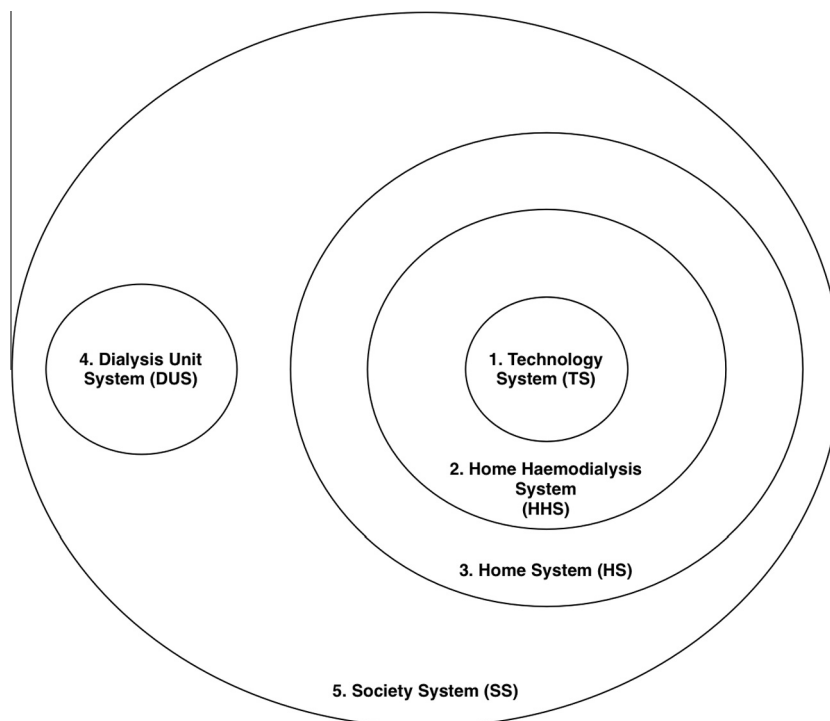 4. Dialysis Unit
System (DUS)
1. Technology
System (TS)
2. Home Haemodialysis
System
(HHS)
3. Home System (HS)
5. Society System (SS)